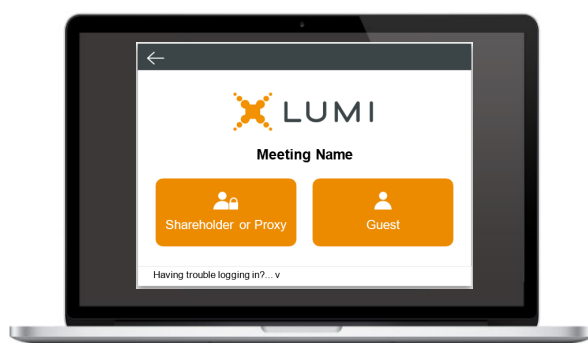 LUMI
Meeting Name
Shareholder or Proxy
Guest
Having trouble logging in?... v